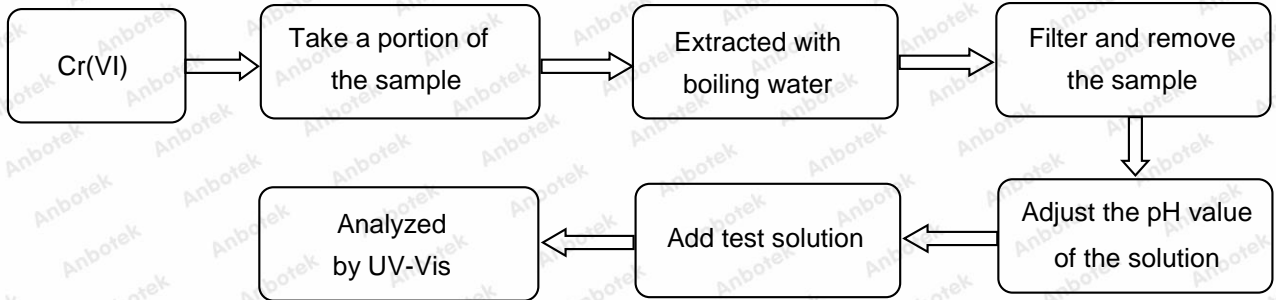 Cr(VI)
Take a portion of
the sample
Extracted with
boiling water
Filter and remove
the sample
Adjust the pH value
of the solution
Add test solution
Analyzed
by UV-Vis
Anbotek